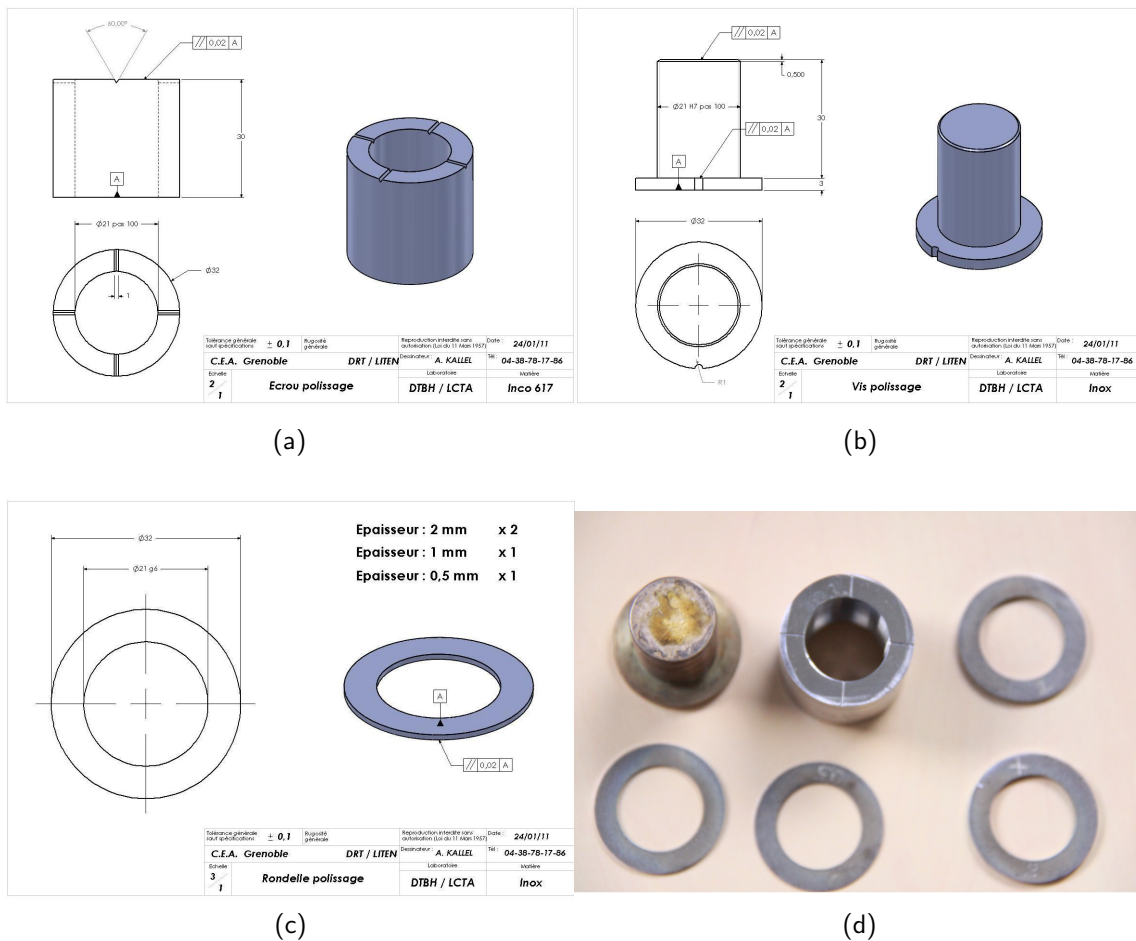 60,00°
// 0,02 A
30
A
Ø21 pas 100
Ø32
1
Tolérance générale sauf spécifications ± 0,1 Rugosité générale Reproduction interdite sans autorisation (Loi du 11 Mars 1957) Date : 24/01/11
C.E.A. Grenoble DRT / LITEN Dessinateur : A. KALLEL Tél : 04-38-78-17-86
Echelle 2/1 Ecrou polissage Laboratoire DTBH / LCTA Matière Inco 617
(a)
// 0,02 A
0,500
Ø21 H7 pas 100
30
// 0,02 A
A
3
Ø32
R1
Tolérance générale sauf spécifications ± 0,1 Rugosité générale Reproduction interdite sans autorisation (Loi du 11 Mars 1957) Date : 24/01/11
C.E.A. Grenoble DRT / LITEN Dessinateur : A. KALLEL Tél : 04-38-78-17-86
Echelle 2/1 Vis polissage Laboratoire DTBH / LCTA Matière Inox
(b)
Ø32
Ø21 g6
Epaisseur : 2 mm x 2
Epaisseur : 1 mm x 1
Epaisseur : 0,5 mm x 1
A
// 0,02 A
Tolérance générale sauf spécifications ± 0,1 Rugosité générale Reproduction interdite sans autorisation (Loi du 11 Mars 1957) Date : 24/01/11
C.E.A. Grenoble DRT / LITEN Dessinateur : A. KALLEL Tél : 04-38-78-17-86
Echelle 3/1 Rondelle polissage Laboratoire DTBH / LCTA Matière Inox
(c)
(d)